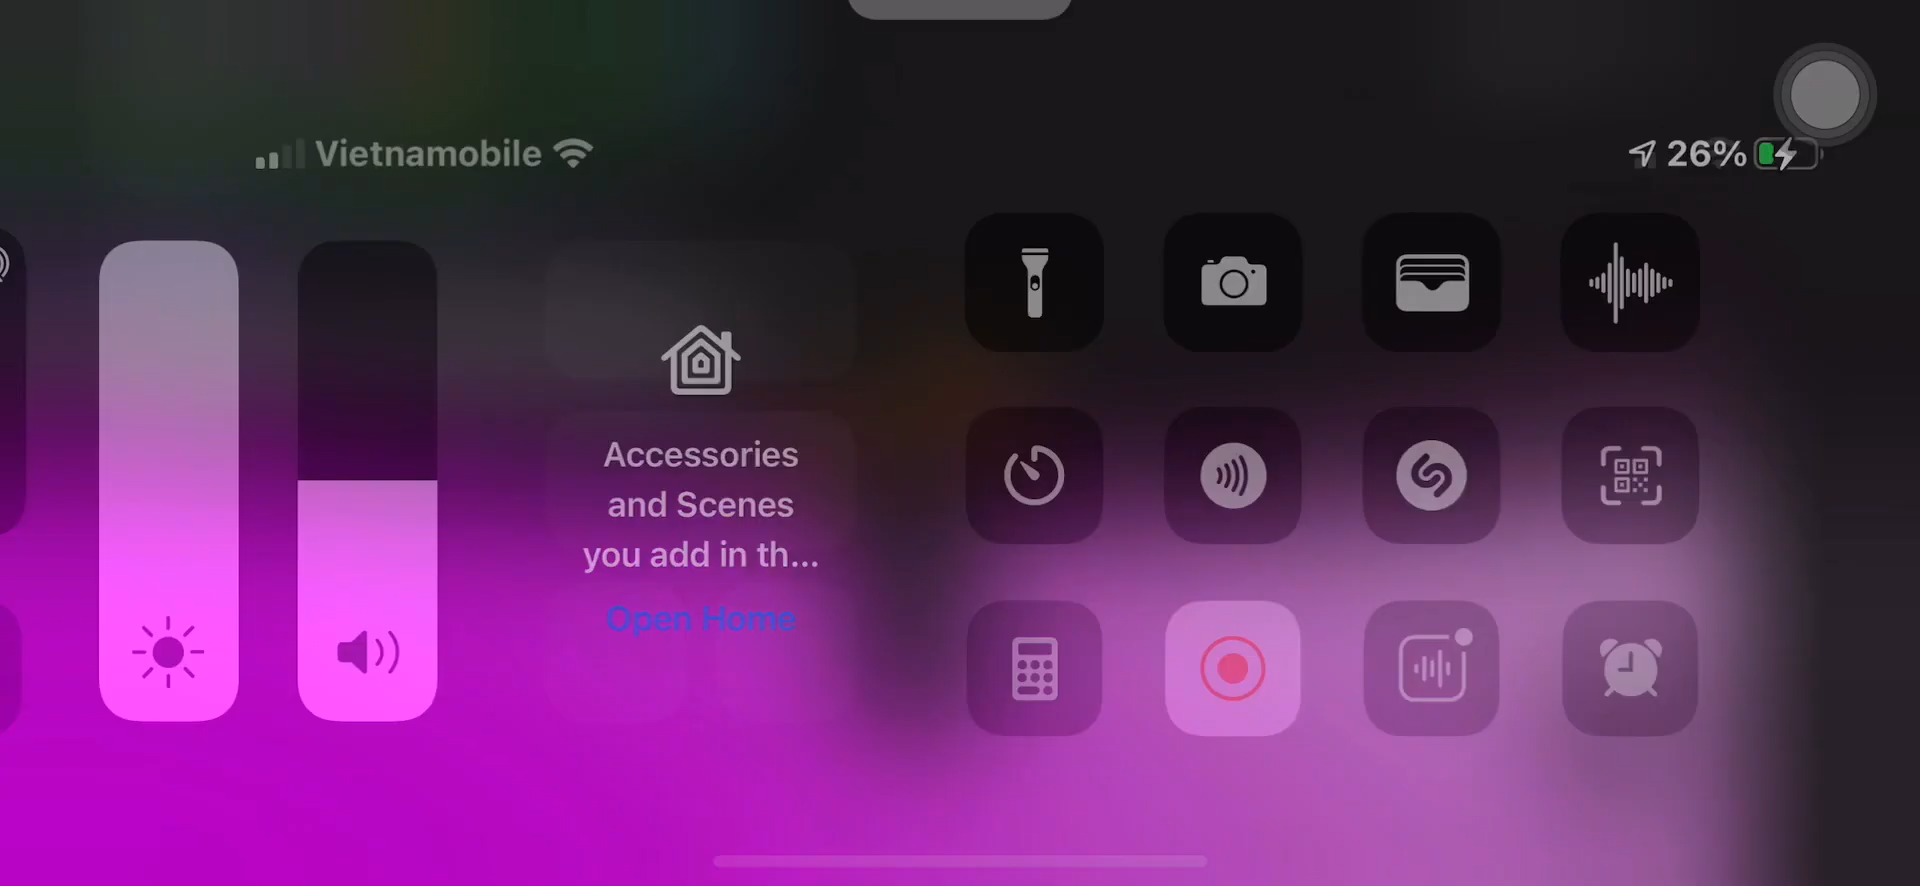 Vietnamobile
26%
Accessories
and Scenes
you add in th...
Open Home